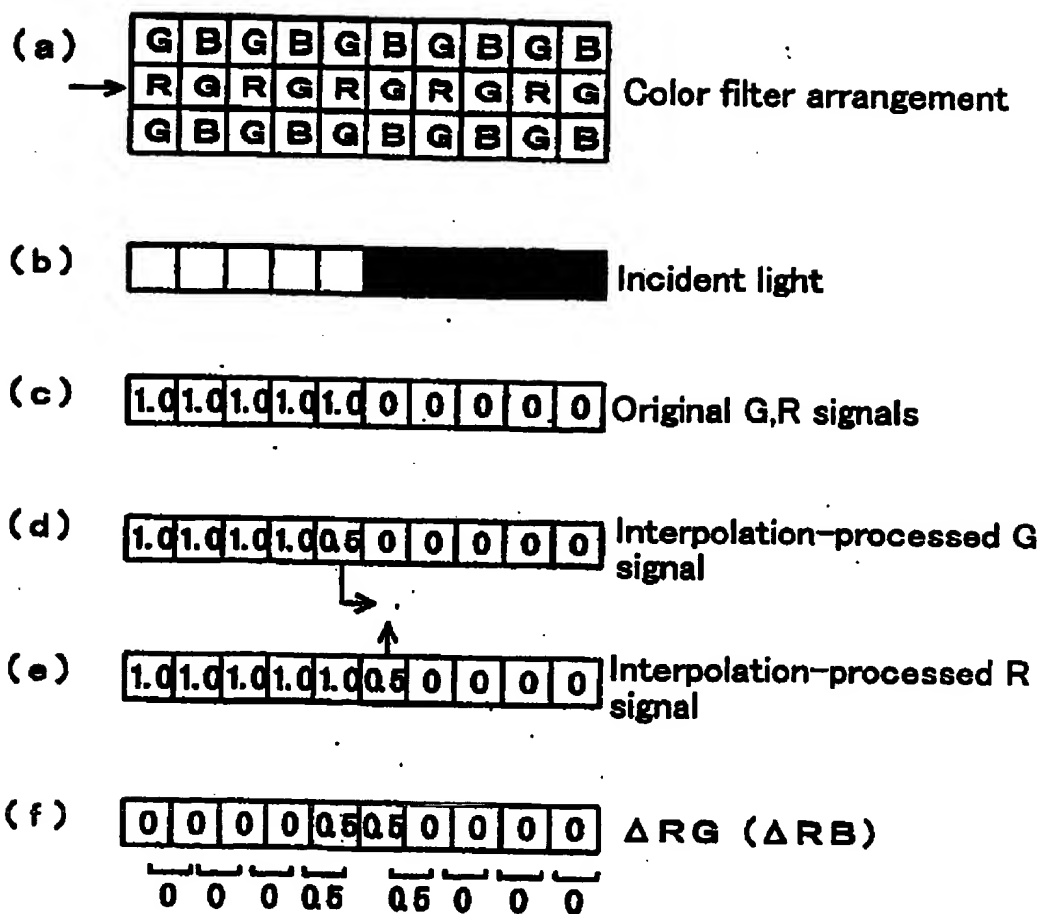 (a) G B G B G B G B G B
R G R G R G R G R G Color filter arrangement
G B G B G B G B G B
(b) Incident light
(c) 1.0 1.0 1.0 1.0 1.0 0 0 0 0 0 Original G,R signals
(d) 1.0 1.0 1.0 1.0 0.5 0 0 0 0 0 Interpolation-processed G
signal
(e) 1.0 1.0 1.0 1.0 1.0 0.5 0 0 0 0 Interpolation-processed R
signal
(f) 0 0 0 0 0.5 0.5 0 0 0 0 ΔRG (ΔRB)
0 0 0 0.5 0.5 0 0 0